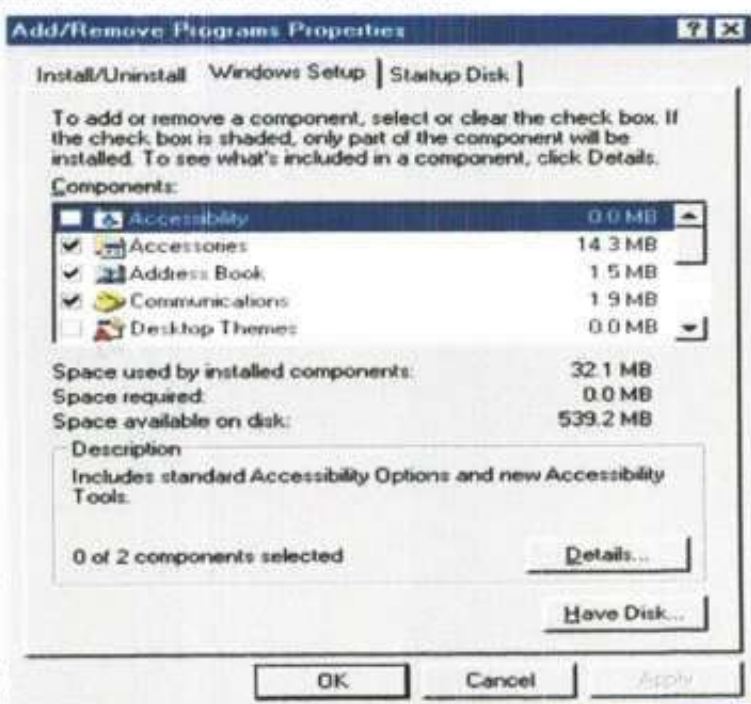 Add/Remove Programs Properties
Install/Uninstall Windows Setup Startup Disk
To add or remove a component, select or clear the check box. If
the check box is shaded, only part of the component will be
installed. To see what's included in a component, click Details.
Components:
Accessibility 0.0 MB
Accessories 14.3 MB
Address Book 1.5 MB
Communications 1.9 MB
Desktop Themes 0.0 MB
Space used by installed components: 32.1 MB
Space required: 0.0 MB
Space available on disk: 539.2 MB
Description
Includes standard Accessibility Options and new Accessibility
Tools.
0 of 2 components selected Details...
Have Disk...
OK Cancel Apply